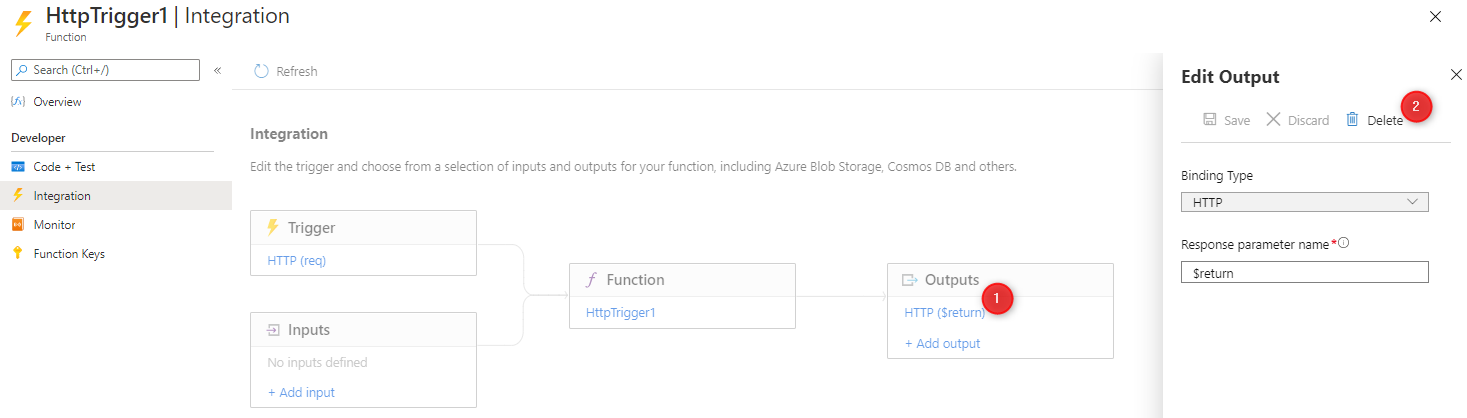 HttpTrigger1 | Integration
Function
Search (Ctrl+/)
«
Overview
Developer
Code + Test
Integration
Monitor
Function Keys
Refresh
Integration
Edit the trigger and choose from a selection of inputs and outputs for your function, including Azure Blob Storage, Cosmos DB and others.
Trigger
HTTP (req)
Inputs
No inputs defined
+ Add input
Function
HttpTrigger1
Outputs
1
HTTP ($return)
+ Add output
Edit Output
2
Save Discard Delete
Binding Type
HTTP
Response parameter name*
$return